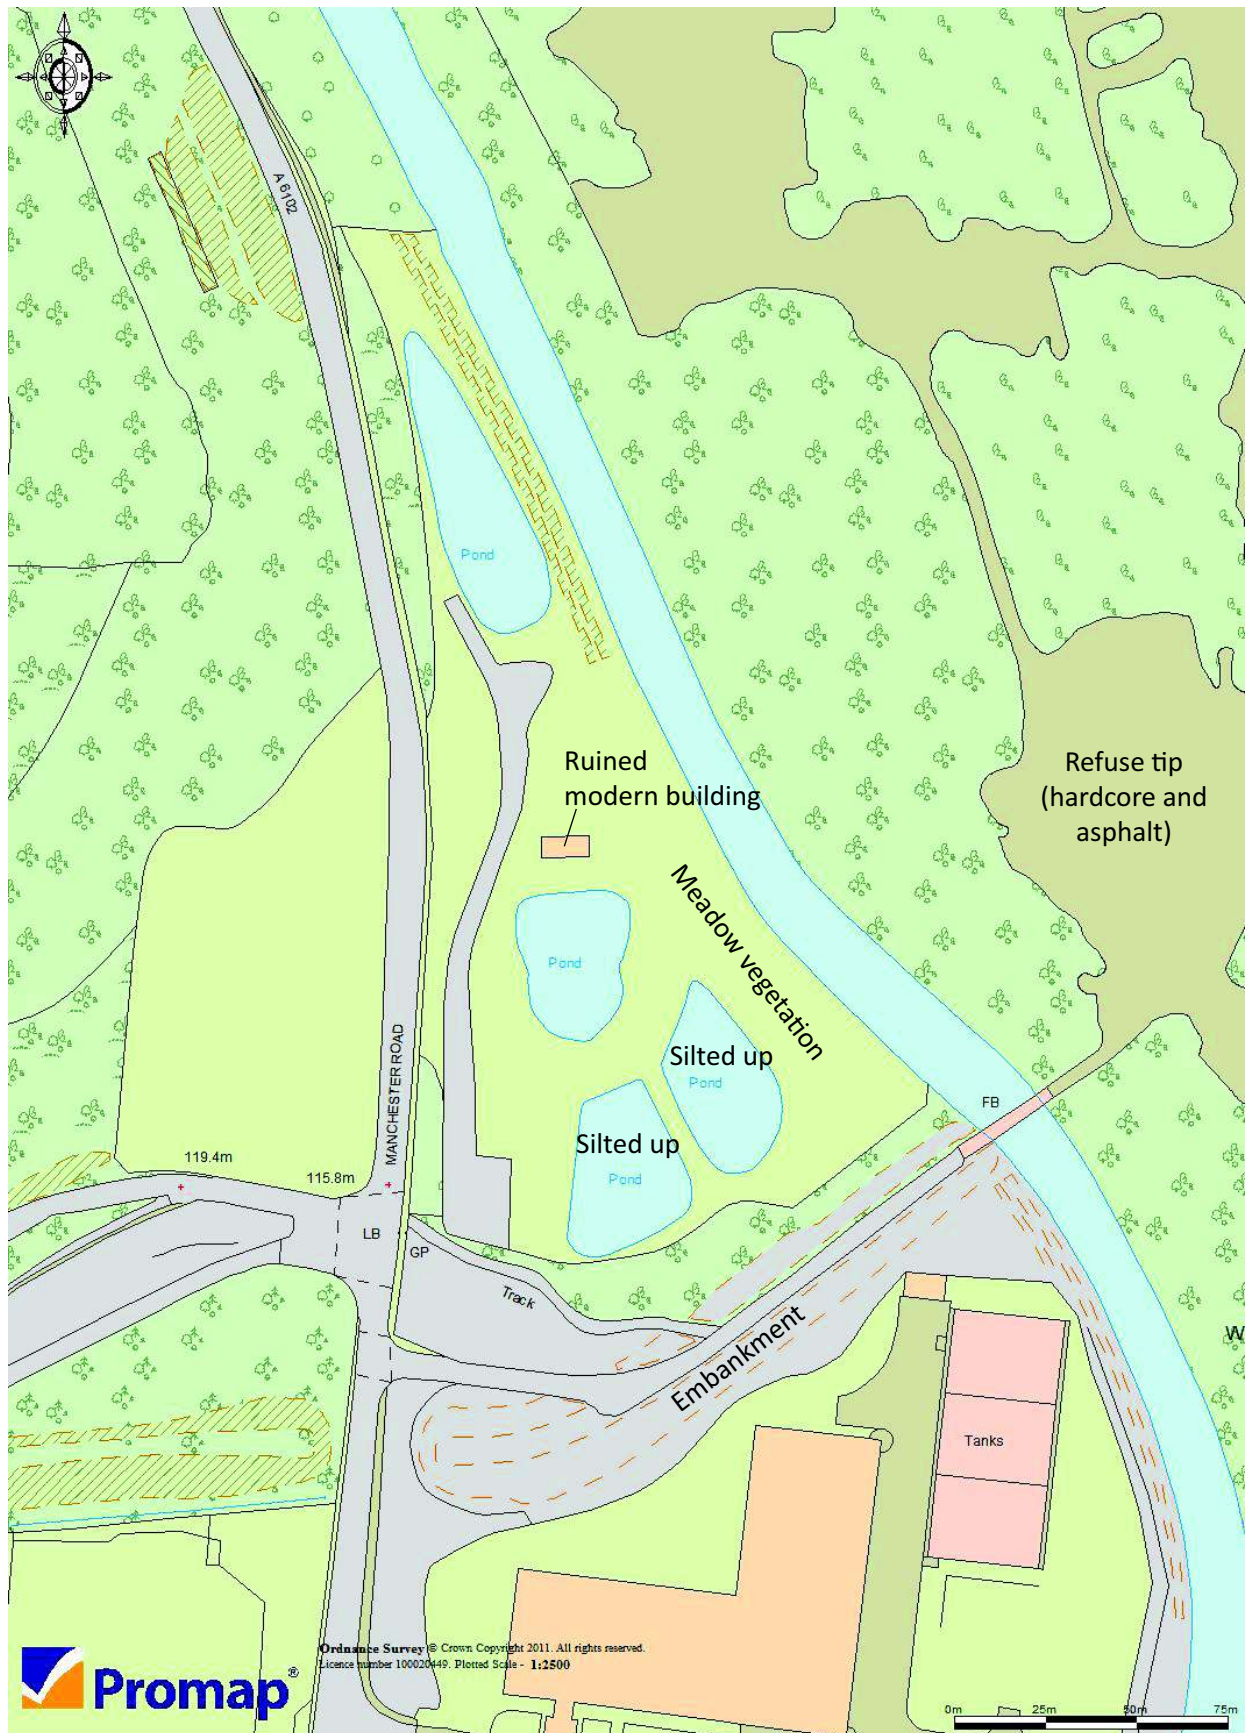 A 6102
Pond
Ruined
modern building
Refuse tip
(hardcore and
asphalt)
Meadow vegetation
Pond
MANCHESTER ROAD
Silted up
Pond
FB
Silted up
Pond
119.4m
115.8m
LB
GP
Track
Embankment
W
Tanks
Ordnance Survey © Crown Copyright 2011. All rights reserved.
Licence number 100020449. Plotted Scale - 1:2500
Promap®
0m 25m 50m 75m